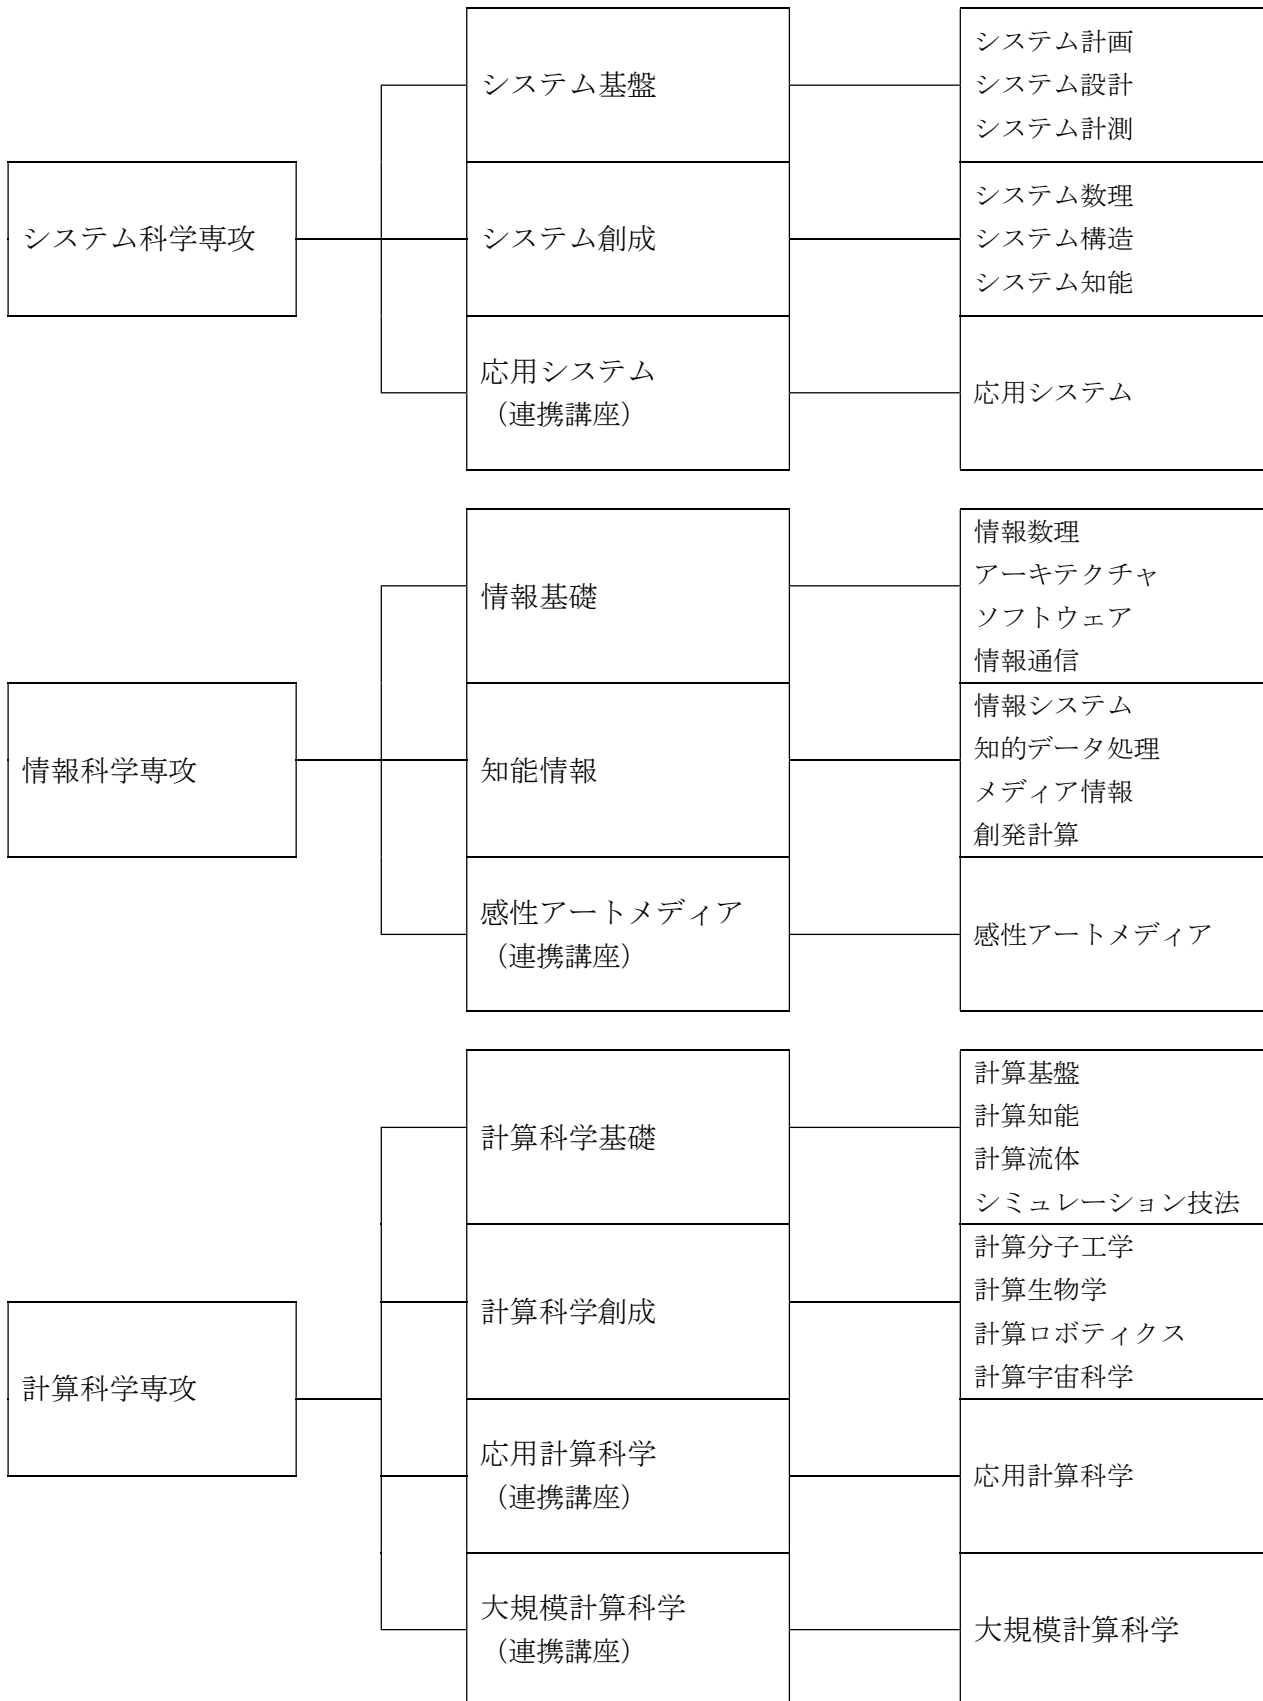 システム科学専攻
システム基盤
システム計画
システム設計
システム計測
システム創成
システム数理
システム構造
システム知能
応用システム
（連携講座）
応用システム
情報科学専攻
情報基礎
情報数理
アーキテクチャ
ソフトウェア
情報通信
知能情報
情報システム
知的データ処理
メディア情報
創発計算
感性アートメディア
（連携講座）
感性アートメディア
計算科学専攻
計算科学基礎
計算基盤
計算知能
計算流体
シミュレーション技法
計算科学創成
計算分子工学
計算生物学
計算ロボティクス
計算宇宙科学
応用計算科学
（連携講座）
応用計算科学
大規模計算科学
（連携講座）
大規模計算科学